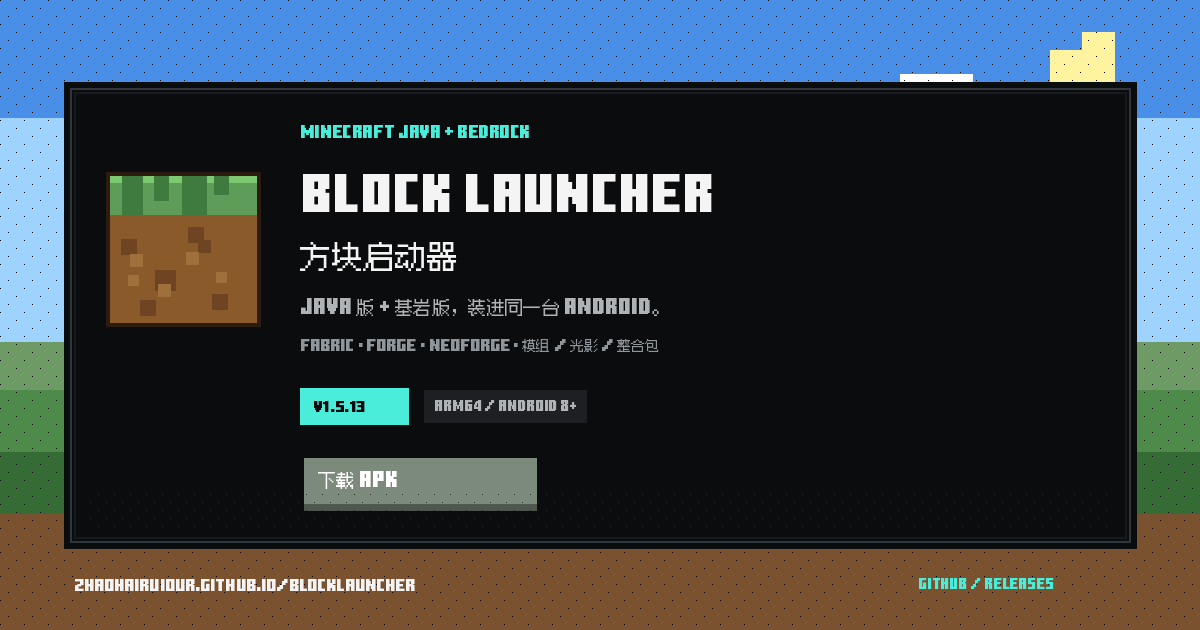 MINECRAFT JAVA + BEDROCK
BLOCK LAUNCHER
方块启动器
JAVA 版 + 基岩版，装进同一台 ANDROID。
FABRIC · FORGE · NEOFORGE · 模组 / 光影 / 整合包
V1.5.13
ARM64 / ANDROID 8+
下载 APK
ZHAOHAIRUIOUR.GITHUB.IO/BLOCKLAUNCHER
GITHUB / RELEASES